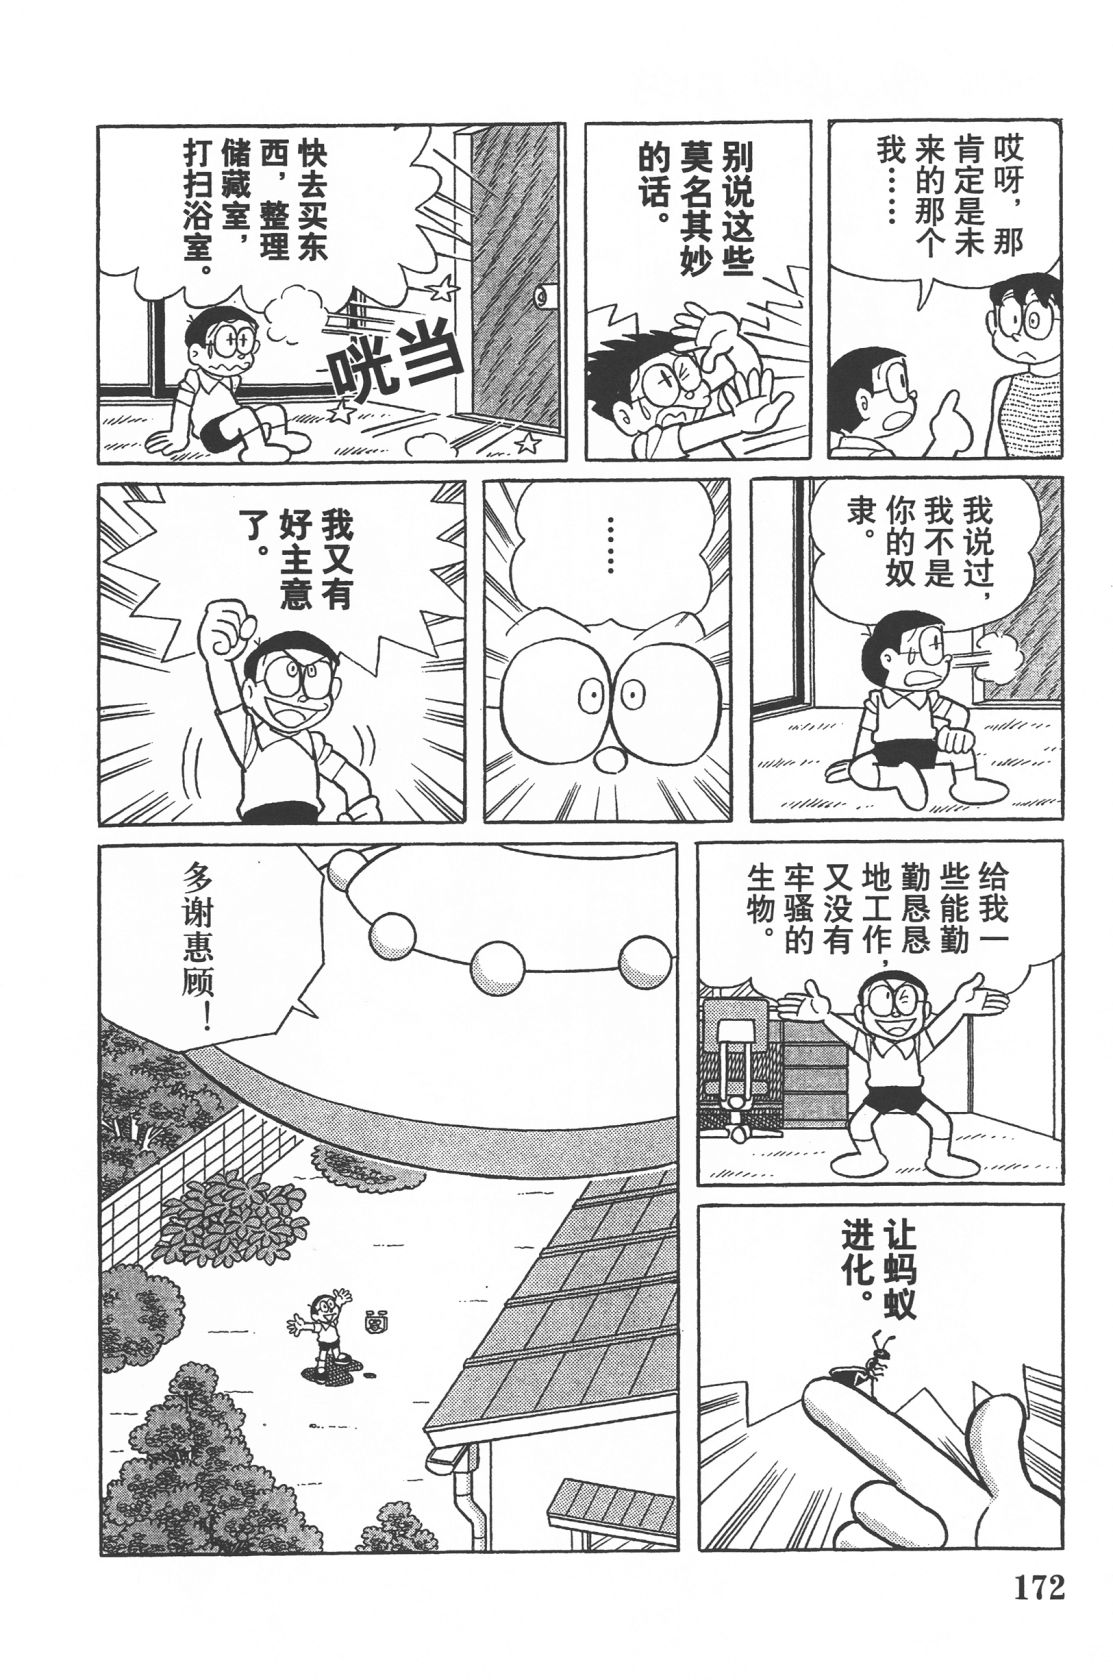 哎呀，那
肯定是未
来的那个
我……
别说这些
莫名其妙
的话。
快去买东
西，整理
储藏室，
打扫浴室。
咣当
我说过，
我不是
你的奴
隶。
……
我又有
好主意
了。
给我一
些能勤
勤恳恳
地工作，
又没有
牢骚的
生物。
让蚂蚁
进化。
多谢惠顾！
172